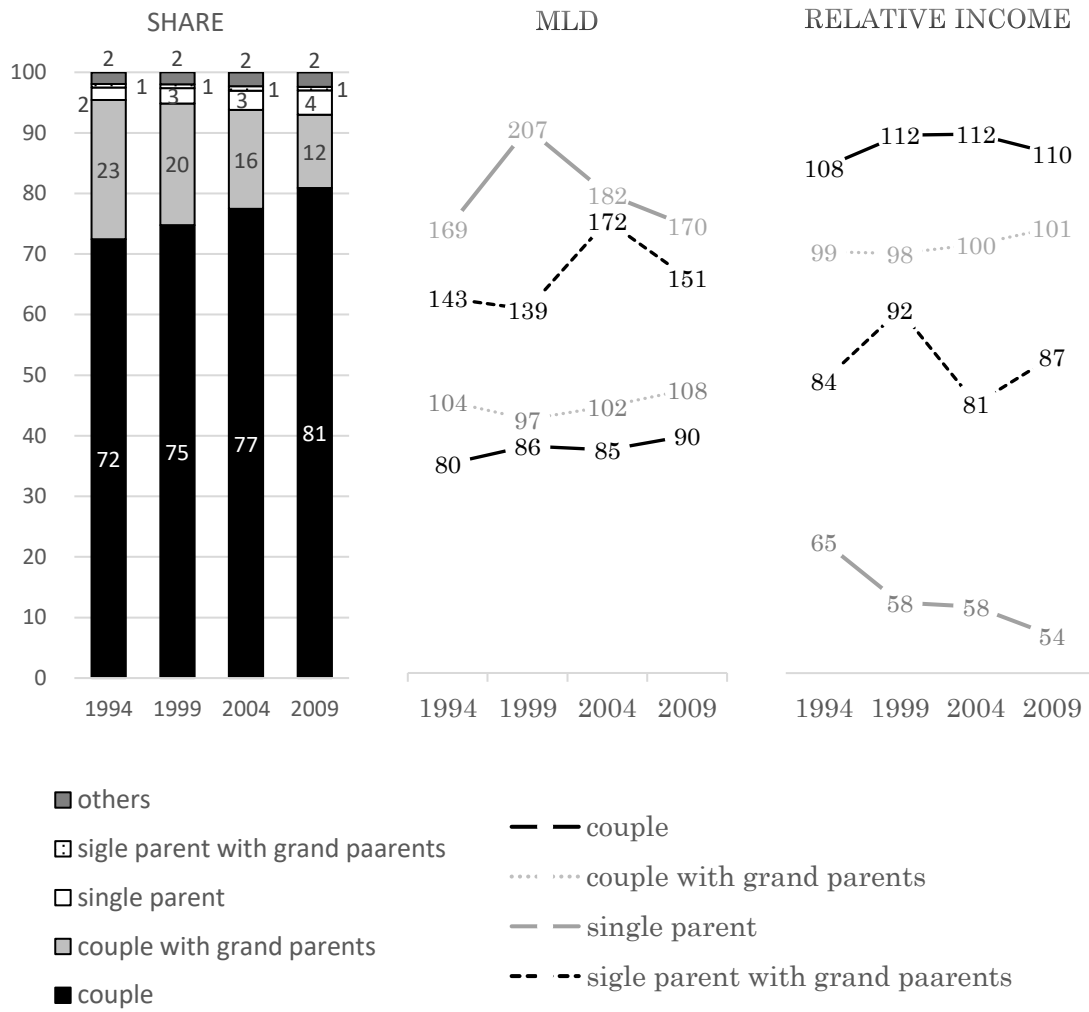 SHARE
MLD
RELATIVE INCOME
2 2 2 2
100
1 1 1 1
2 3 3 4
90
23 20 16 12
80
70
60
50
40
72 75 77 81
30
20
10
0
1994 1999 2004 2009
207
169 182 170
172
143 139 151
104 97 102 108
80 86 85 90
1994 1999 2004 2009
108 112 112 110
99 98 100 101
84 92 81 87
65 58 58 54
1994 1999 2004 2009
others
sigle parent with grand paarents
single parent
couple with grand parents
couple
couple
couple with grand parents
single parent
sigle parent with grand paarents